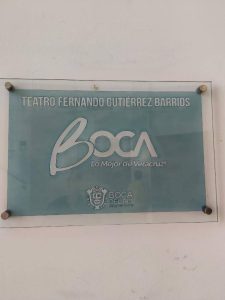 TEATRO FERNANDO GUTIERREZ BARRIOS
BOCA
Lo Mejor de Veracruz
BOCA
DEL RÍO